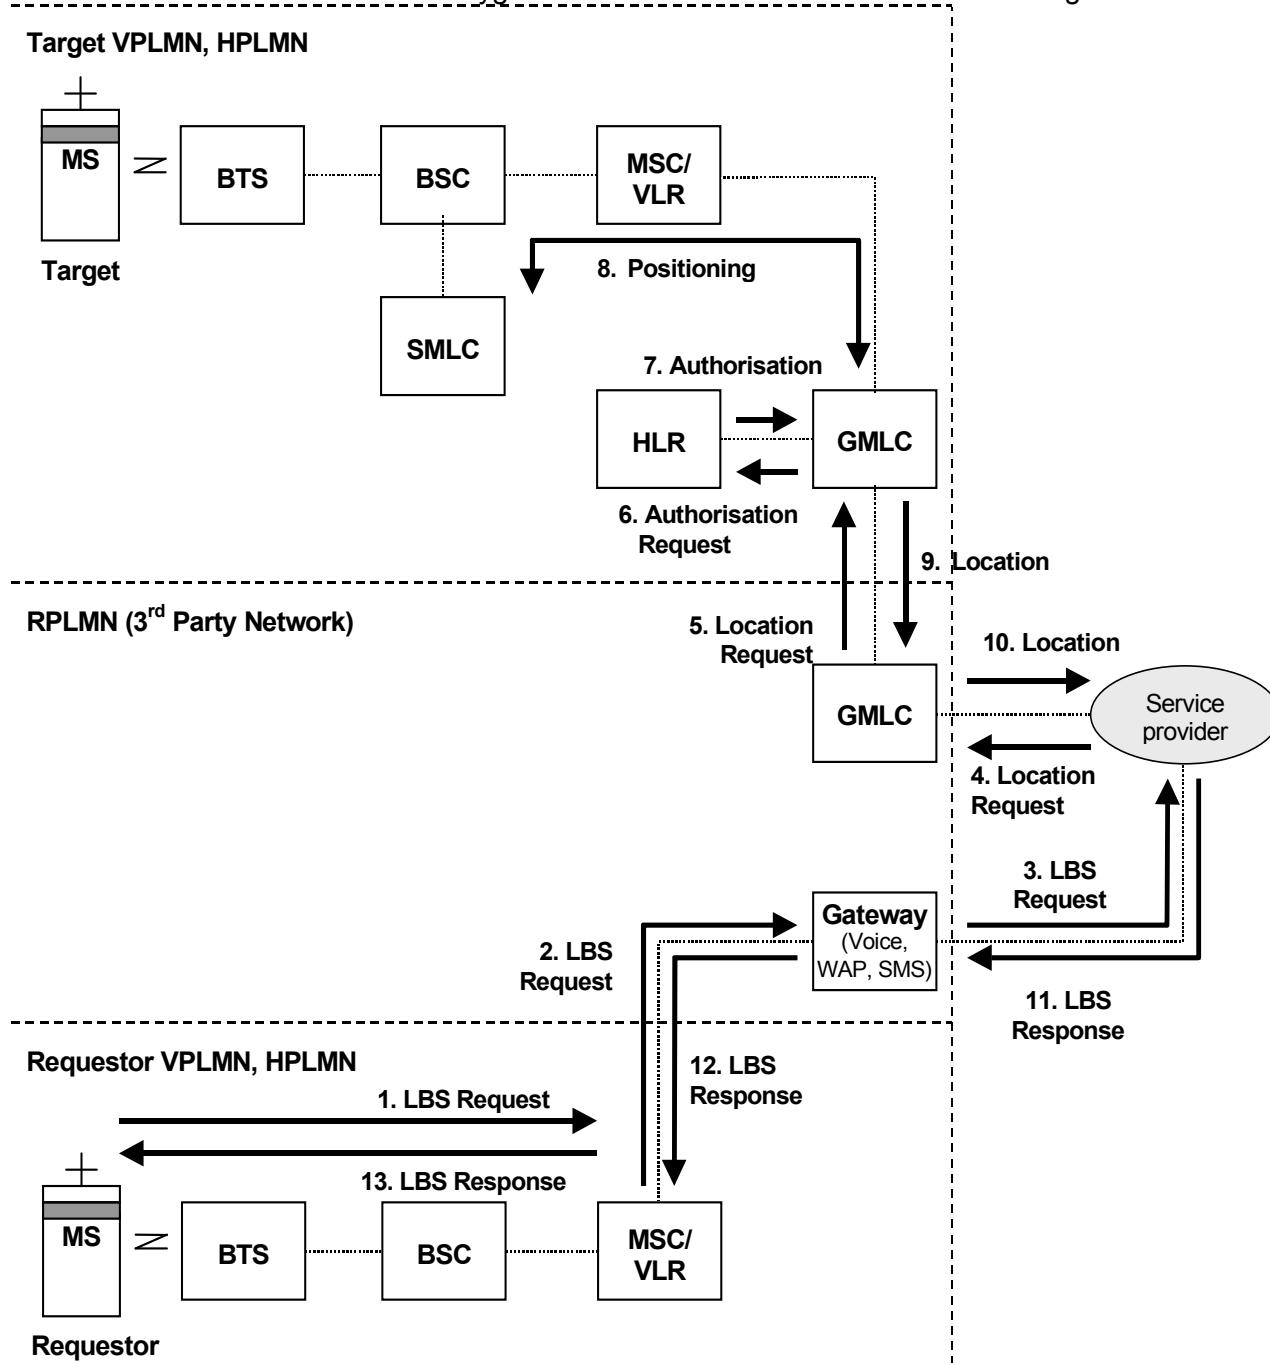 Target VPLMN, HPLMN
MS
BTS
BSC
MSC/
VLR
Target
8. Positioning
SMLC
7. Authorisation
HLR
GMLC
6. Authorisation
Request
9. Location
RPLMN (3rd Party Network)
5. Location
Request
10. Location
GMLC
Service
provider
4. Location
Request
3. LBS
Request
Gateway
(Voice,
WAP, SMS)
2. LBS
Request
11. LBS
Response
Requestor VPLMN, HPLMN
12. LBS
Response
1. LBS Request
13. LBS Response
MS
BTS
BSC
MSC/
VLR
Requestor